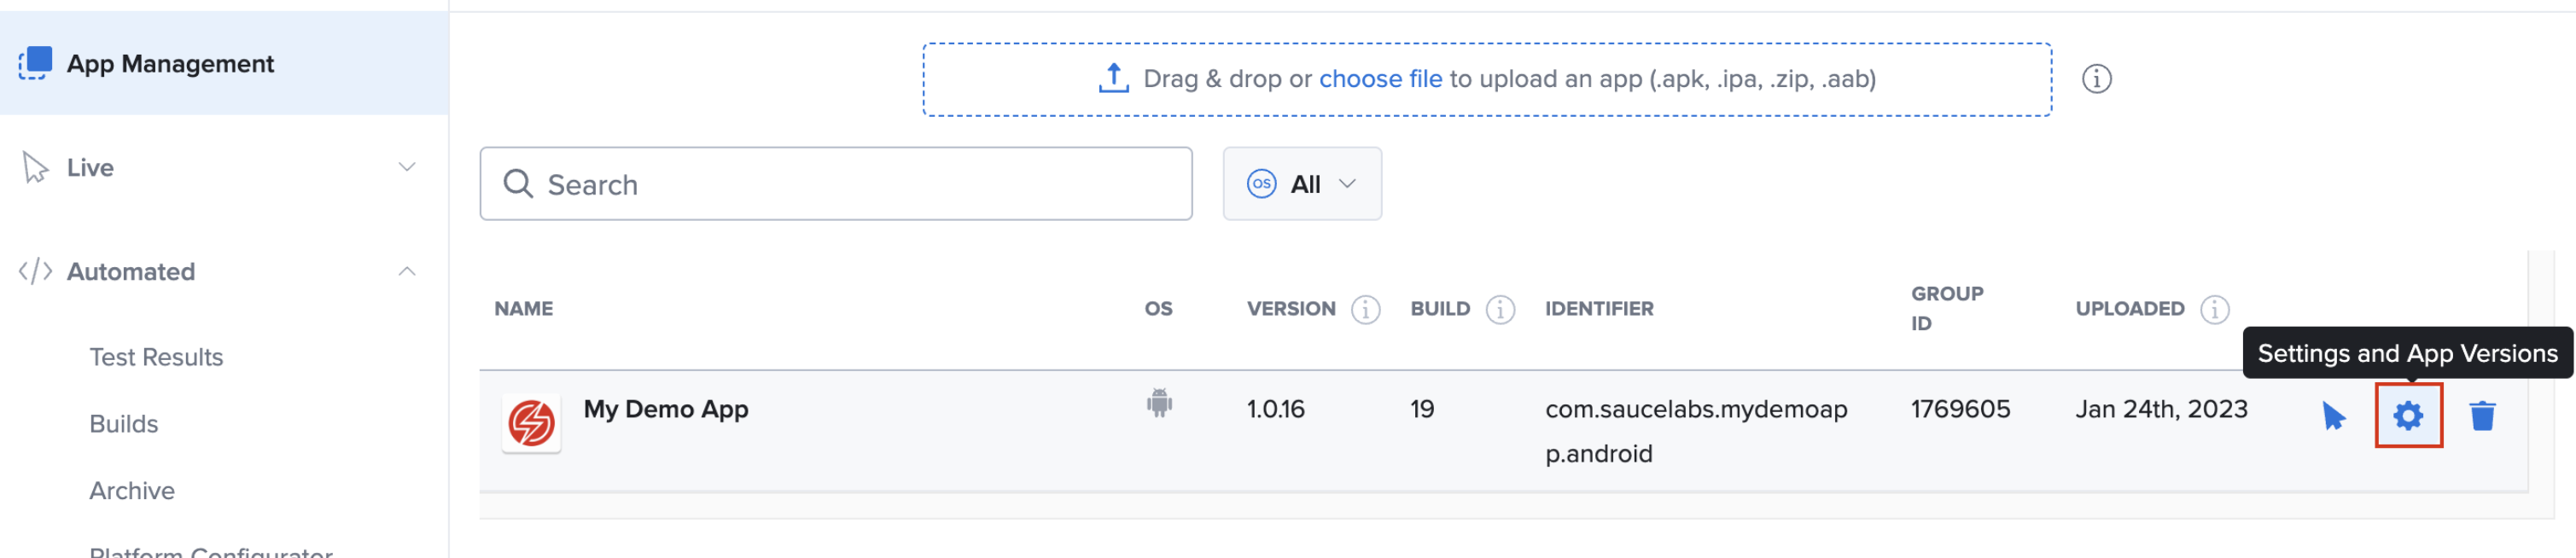 App Management
Drag & drop or choose file to upload an app (.apk, .ipa, .zip, .aab)
Live
Search
OS All
Automated
NAME OS VERSION BUILD IDENTIFIER GROUP ID UPLOADED
Settings and App Versions
Test Results
My Demo App 1.0.16 19 com.saucelabs.mydemoap 1769605 Jan 24th, 2023
p.android
Builds
Archive
Platform Configurator